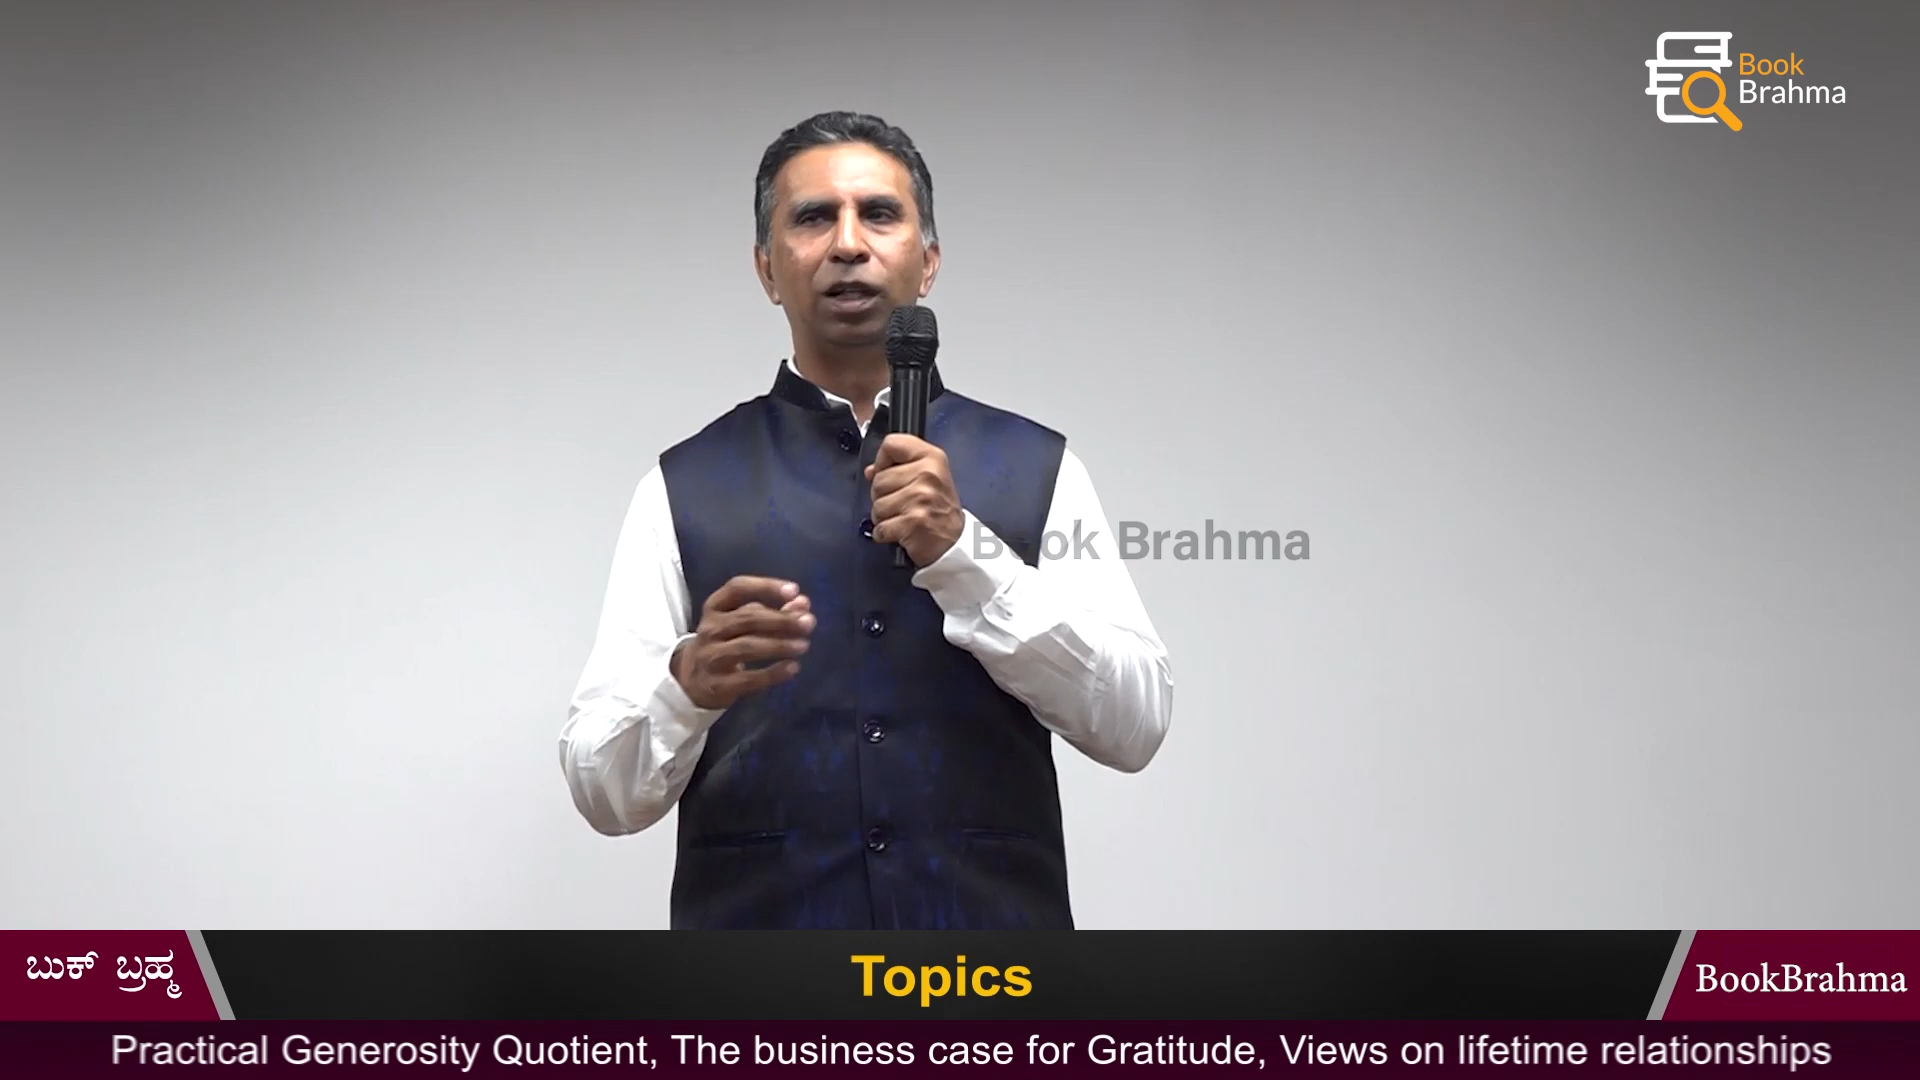 Book
Brahma
Book Brahma
ಬುಕ್ ಬ್ರಹ್ಮ
Topics
BookBrahma
Practical Generosity Quotient, The business case for Gratitude, Views on lifetime relationships